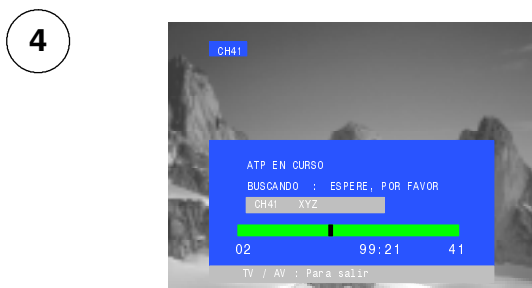 4
CH41
ATP EN CURSO
BUSCANDO : ESPERE, POR FAVOR
CH41 XYZ
02 99:21 41
TV / AV : Para salir